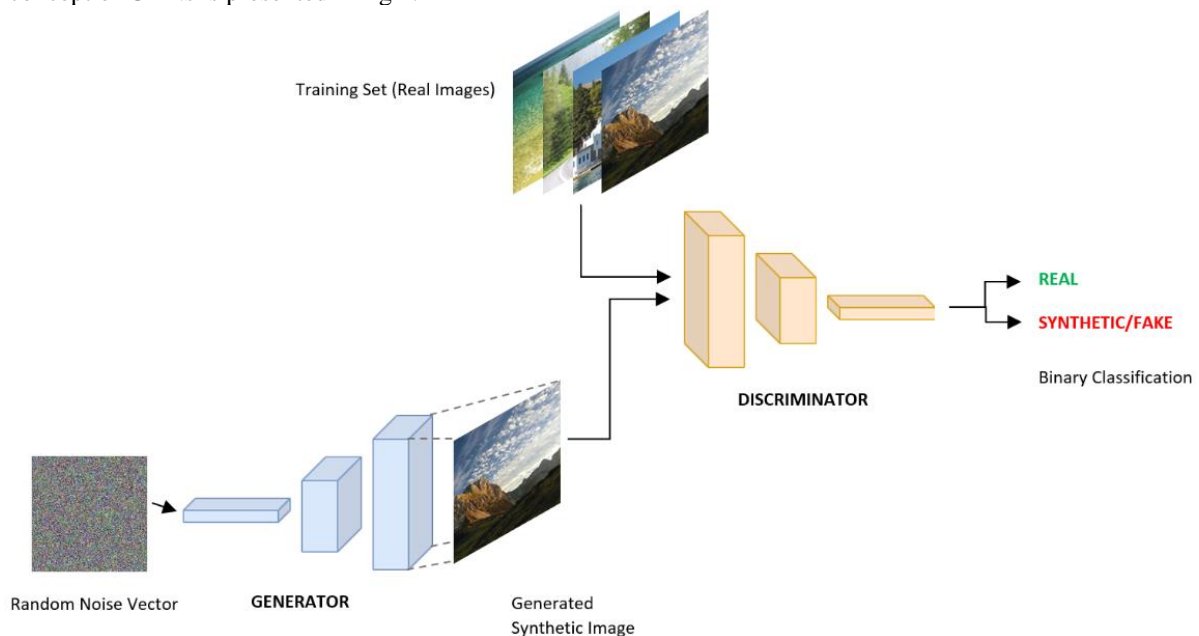 Training Set (Real Images)
REAL
SYNTHETIC/FAKE
Binary Classification
DISCRIMINATOR
Random Noise Vector
GENERATOR
Generated
Synthetic Image